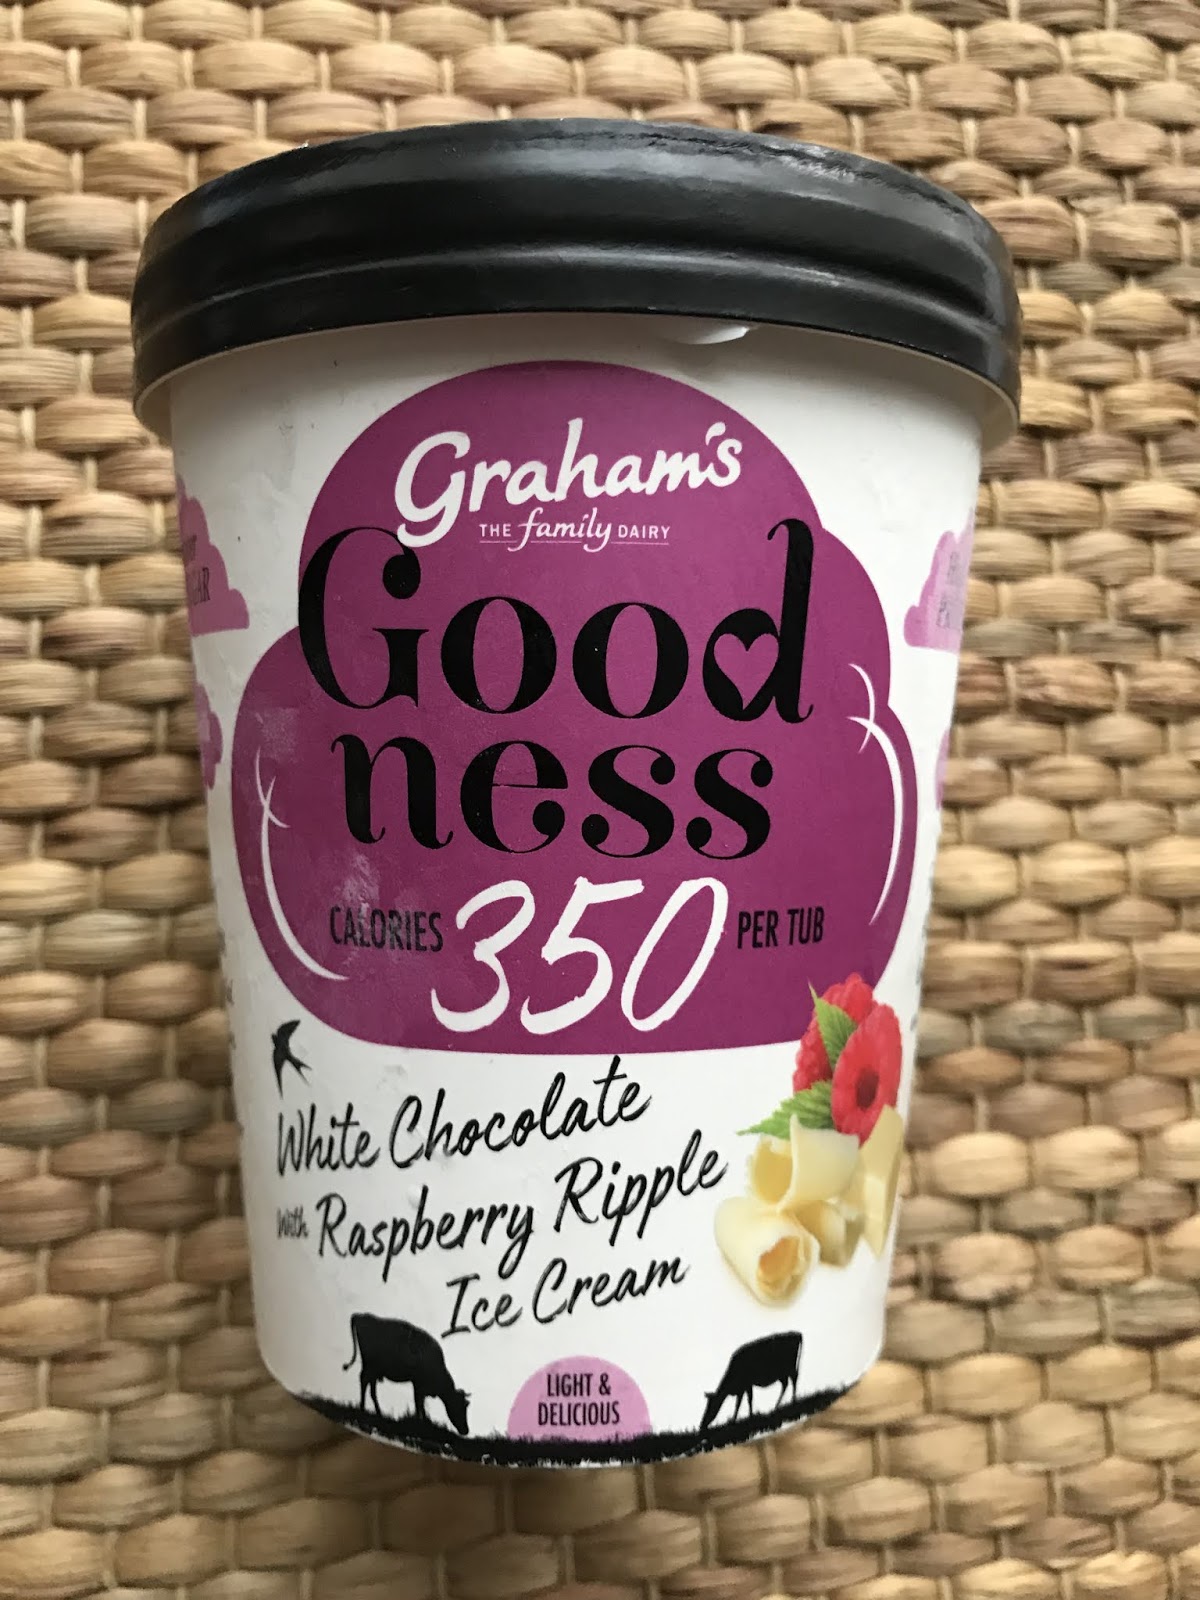 Graham's
THE family DAIRY
Good
ness
CALORIES 350 PER TUB
White Chocolate
with Raspberry Ripple
Ice Cream
LIGHT &
DELICIOUS